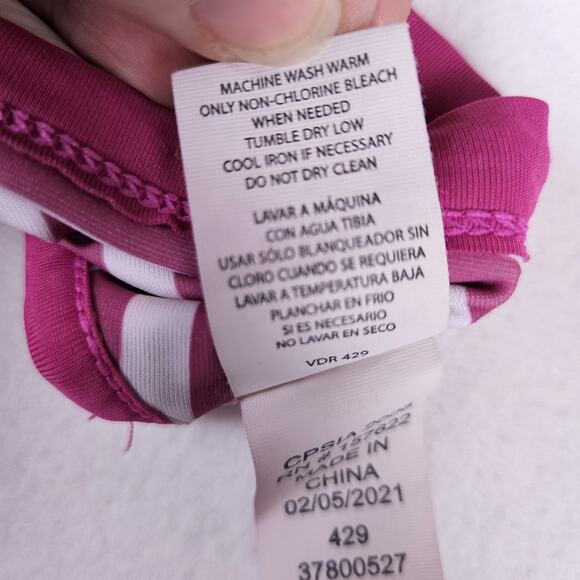 MACHINE WASH WARM
ONLY NON-CHLORINE BLEACH
WHEN NEEDED
TUMBLE DRY LOW
COOL IRON IF NECESSARY
DO NOT DRY CLEAN
LAVAR A MÁQUINA
CON AGUA TIBIA
USAR SÓLO BLANQUEADOR SIN
CLORO CUANDO SE REQUIERA
LAVAR A TEMPERATURA BAJA
PLANCHAR EN FRIO
SI ES NECESARIO
NO LAVAR EN SECO
VDR 429
CPSIA 2008
RN # 157622
MADE IN
CHINA
02/05/2021
429
37800527